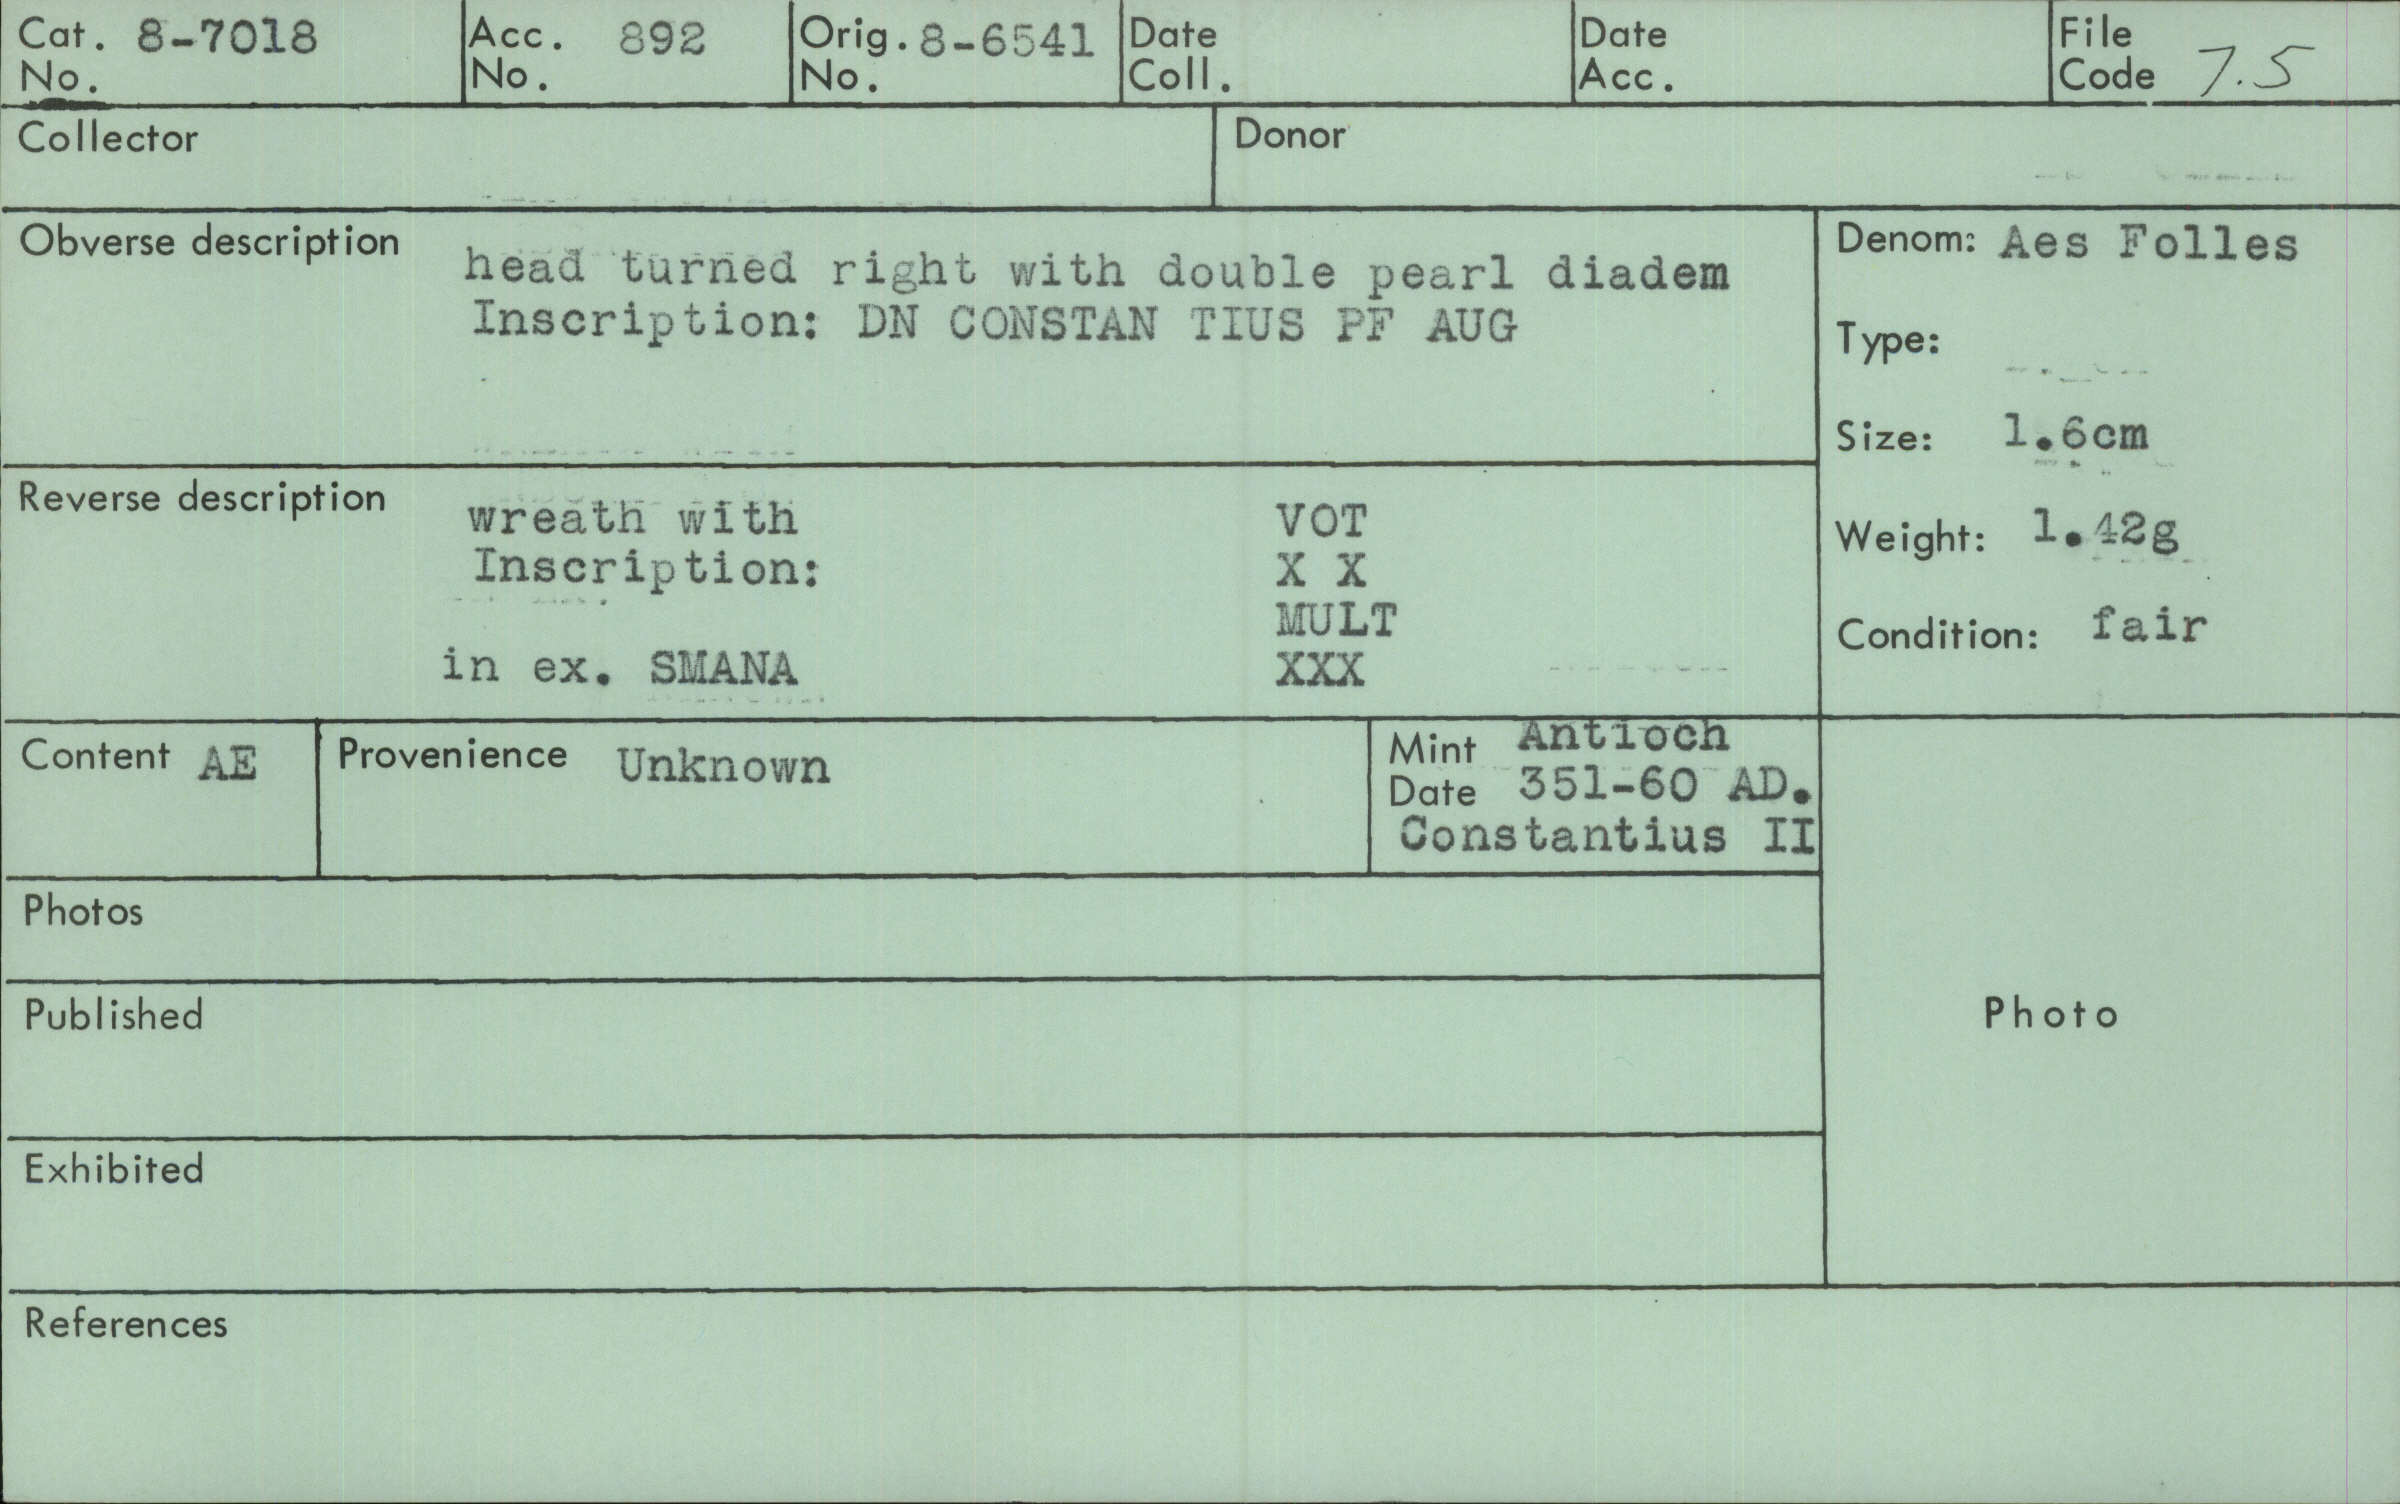 Cat. No. 8-7018
Acc. No. 892
Orig. No. 8-6541
Date Coll.
Date Acc.
File Code 7.5
Collector
Donor
Obverse description
head turned right with double pearl diadem
Inscription: DN CONSTAN TIUS PF AUG
Denom: Aes Folles
Type:
Size: 1.6cm
Weight: 1.42g
Condition: fair
Reverse description
wreath with VOT
Inscription: X X
MULT
in ex. SMANA XXX
Content AE
Provenience Unknown
Mint Antioch
Date 351-60 AD.
Constantius II
Photos
Published
Photo
Exhibited
References